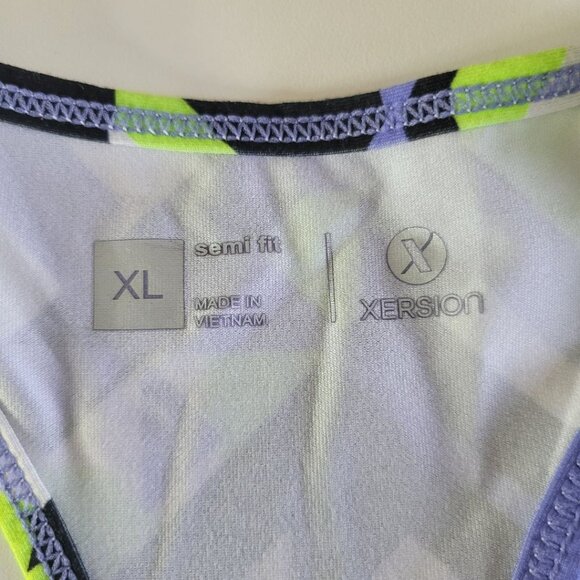 XL
semi fit
MADE IN
VIETNAM
X
XERSION